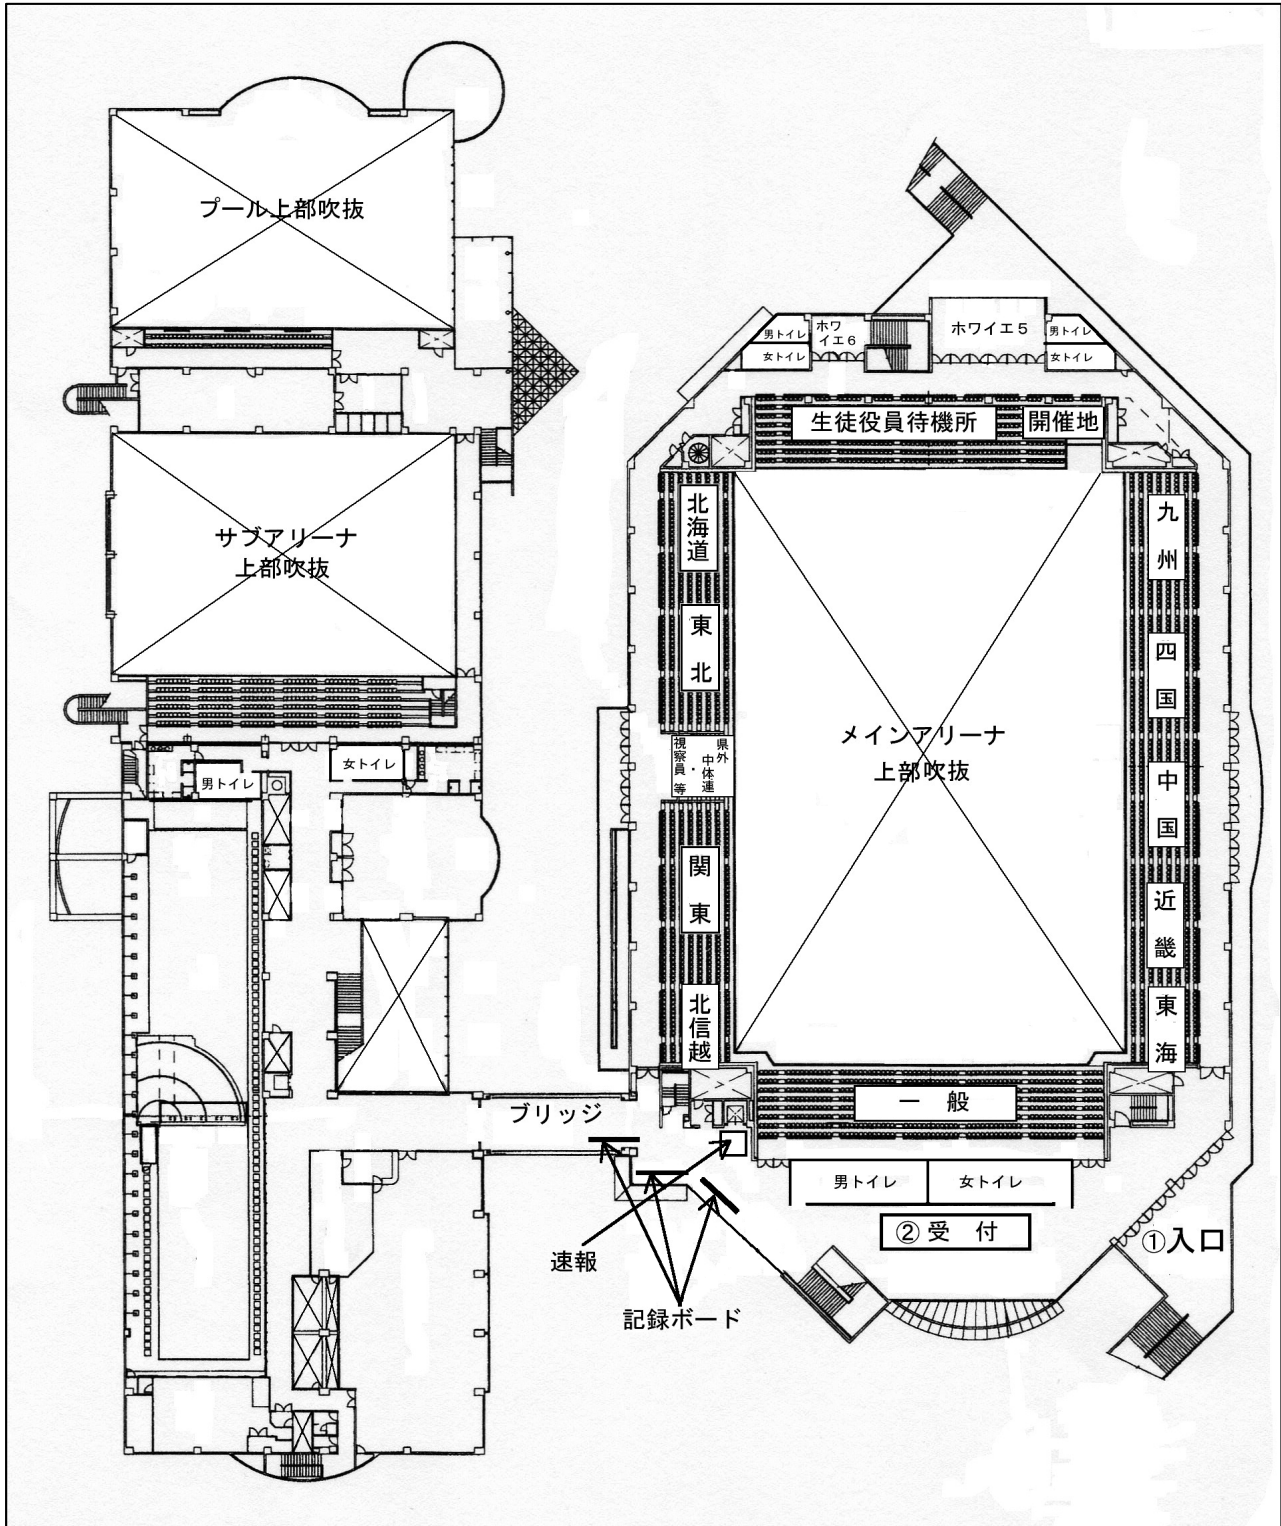 プール上部吹抜
サブアリーナ
上部吹抜
男トイレ
女トイレ
ブリッジ
速報
記録ボード
男トイレ
女トイレ
ホワ
イエ6
ホワイエ5
男トイレ
女トイレ
生徒役員待機所
開催地
北海道
東北
県外
中体連
・
視察員 等
関東
北信越
メインアリーナ
上部吹抜
九州
四国
中国
近畿
東海
一 般
男トイレ
女トイレ
②受 付
①入口